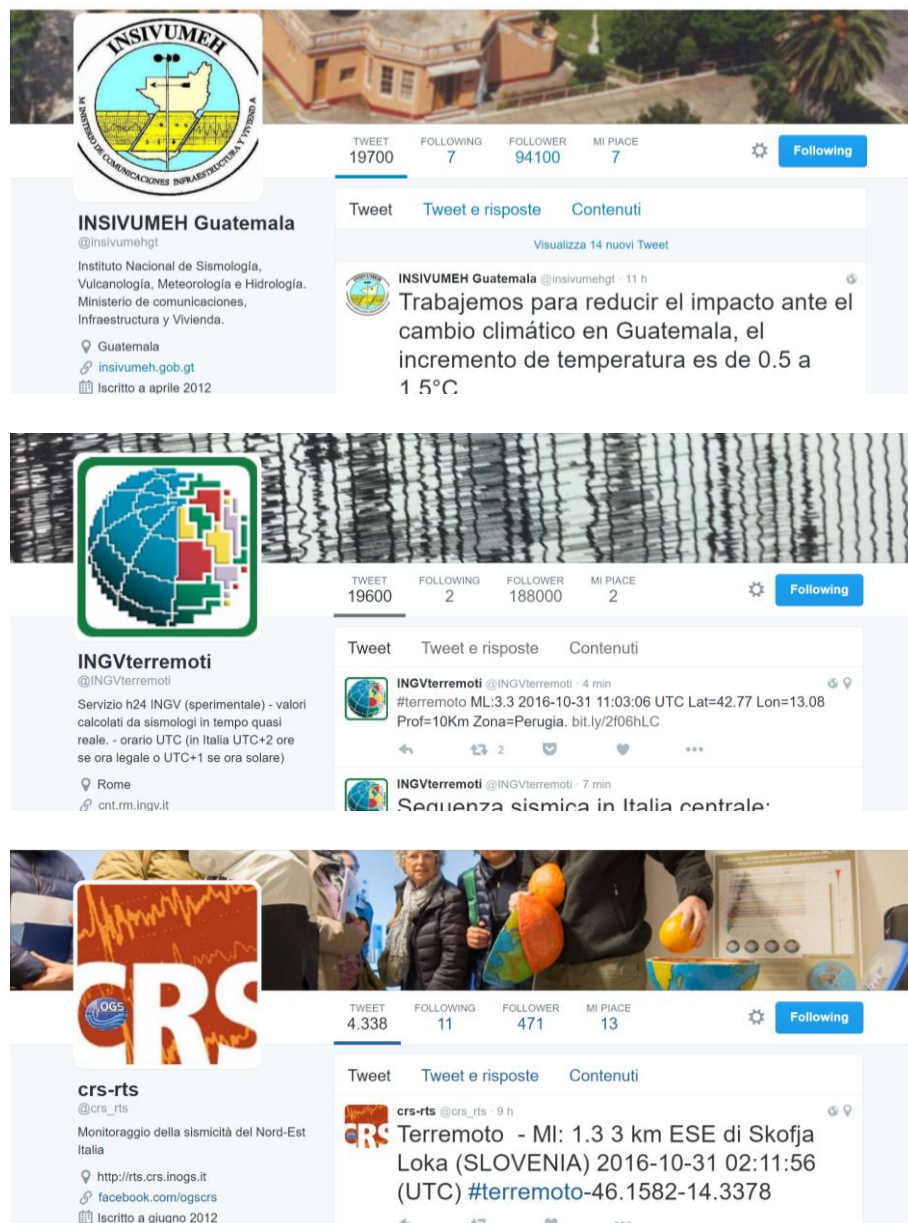 INSIVUMEH
MINISTERIO DE COMUNICACIONES INFRAESTRUCTURA Y VIVIENDA
TWEET FOLLOWING FOLLOWER MI PIACE
19700 7 94100 7
Following
INSIVUMEH Guatemala
@insivumehgt
Instituto Nacional de Sismología,
Vulcanología, Meteorología e Hidrología.
Ministerio de comunicaciones,
Infraestructura y Vivienda.
Guatemala
insivumeh.gob.gt
Iscritto a aprile 2012
Tweet Tweet e risposte Contenuti
Visualizza 14 nuovi Tweet
INSIVUMEH Guatemala @insivumehgt · 11 h
Trabajemos para reducir el impacto ante el
cambio climático en Guatemala, el
incremento de temperatura es de 0.5 a
1.5°C.
TWEET FOLLOWING FOLLOWER MI PIACE
19600 2 188000 2
Following
INGVterremoti
@INGVterremoti
Servizio h24 INGV (sperimentale) - valori
calcolati da sismologi in tempo quasi
reale. - orario UTC (in Italia UTC+2 ore
se ora legale o UTC+1 se ora solare)
Rome
cnt.rm.ingv.it
Tweet Tweet e risposte Contenuti
INGVterremoti @INGVterremoti · 4 min
#terremoto ML:3.3 2016-10-31 11:03:06 UTC Lat=42.77 Lon=13.08
Prof=10Km Zona=Perugia. bit.ly/2f06hLC
2
INGVterremoti @INGVterremoti · 7 min
Sequenza sismica in Italia centrale:
CRS
OGS
TWEET FOLLOWING FOLLOWER MI PIACE
4.338 11 471 13
Following
crs-rts
@crs_rts
Monitoraggio della sismicità del Nord-Est
Italia
http://rts.crs.inogs.it
facebook.com/ogscrs
Iscritto a giugno 2012
Tweet Tweet e risposte Contenuti
crs-rts @crs_rts · 9 h
CRS
Terremoto - Ml: 1.3 3 km ESE di Skofja
Loka (SLOVENIA) 2016-10-31 02:11:56
(UTC) #terremoto-46.1582-14.3378